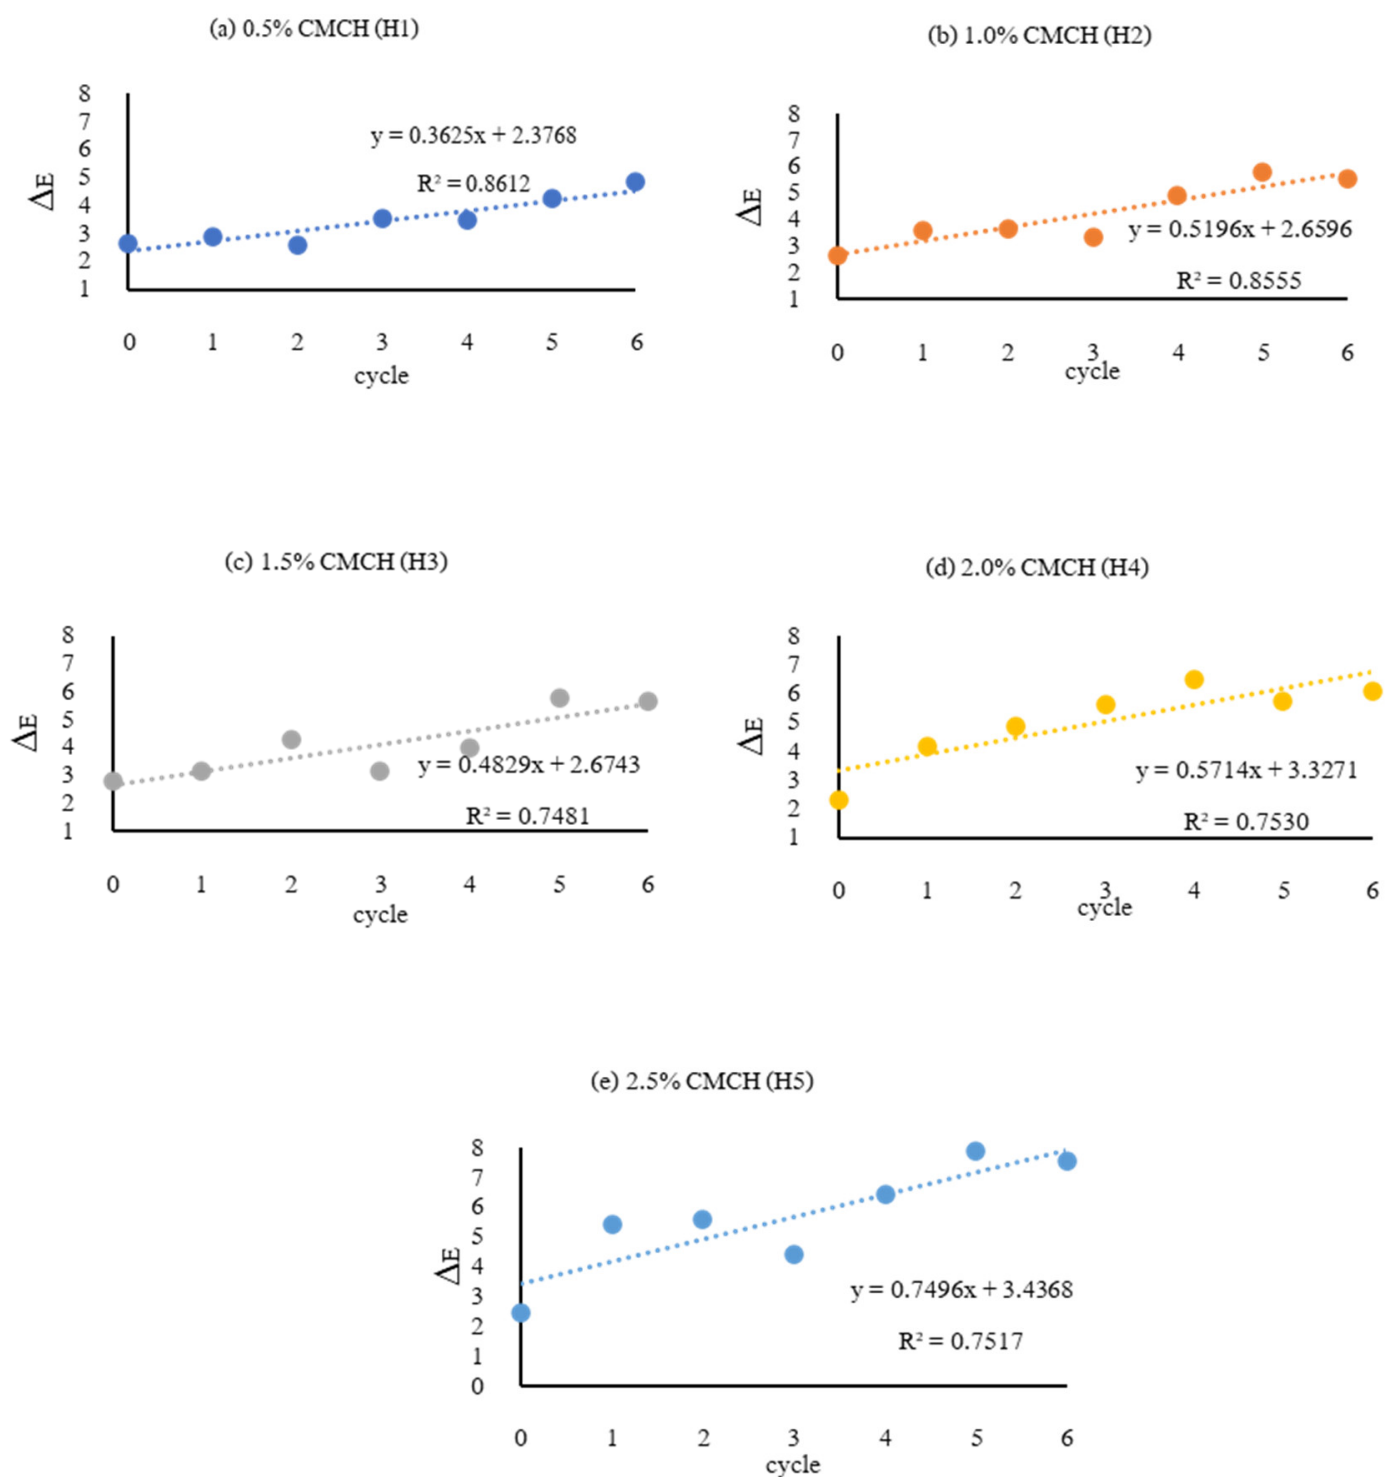 (a) 0.5% CMCH (H1)
8
7
6
5
4
3
2
1
ΔE
y = 0.3625x + 2.3768
R² = 0.8612
0 1 2 3 4 5 6
cycle
(b) 1.0% CMCH (H2)
8
7
6
5
4
3
2
1
ΔE
y = 0.5196x + 2.6596
R² = 0.8555
0 1 2 3 4 5 6
cycle
(c) 1.5% CMCH (H3)
8
7
6
5
4
3
2
1
ΔE
y = 0.4829x + 2.6743
R² = 0.7481
0 1 2 3 4 5 6
cycle
(d) 2.0% CMCH (H4)
8
7
6
5
4
3
2
1
ΔE
y = 0.5714x + 3.3271
R² = 0.7530
0 1 2 3 4 5 6
cycle
(e) 2.5% CMCH (H5)
8
7
6
5
4
3
2
1
0
ΔE
y = 0.7496x + 3.4368
R² = 0.7517
0 1 2 3 4 5 6
cycle